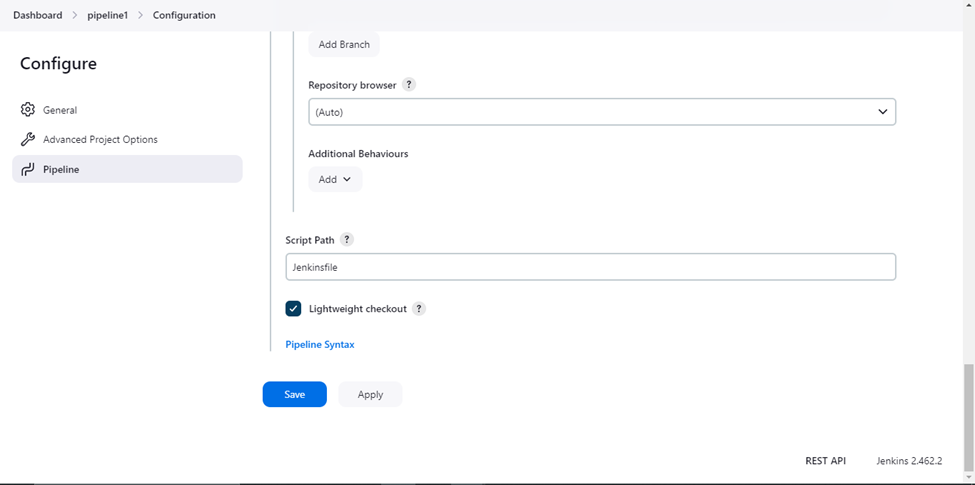 Dashboard > pipeline1 > Configuration
Configure
General
Advanced Project Options
Pipeline
Add Branch
Repository browser ?
(Auto)
Additional Behaviours
Add
Script Path ?
Jenkinsfile
Lightweight checkout ?
Pipeline Syntax
Save Apply
REST API Jenkins 2.462.2